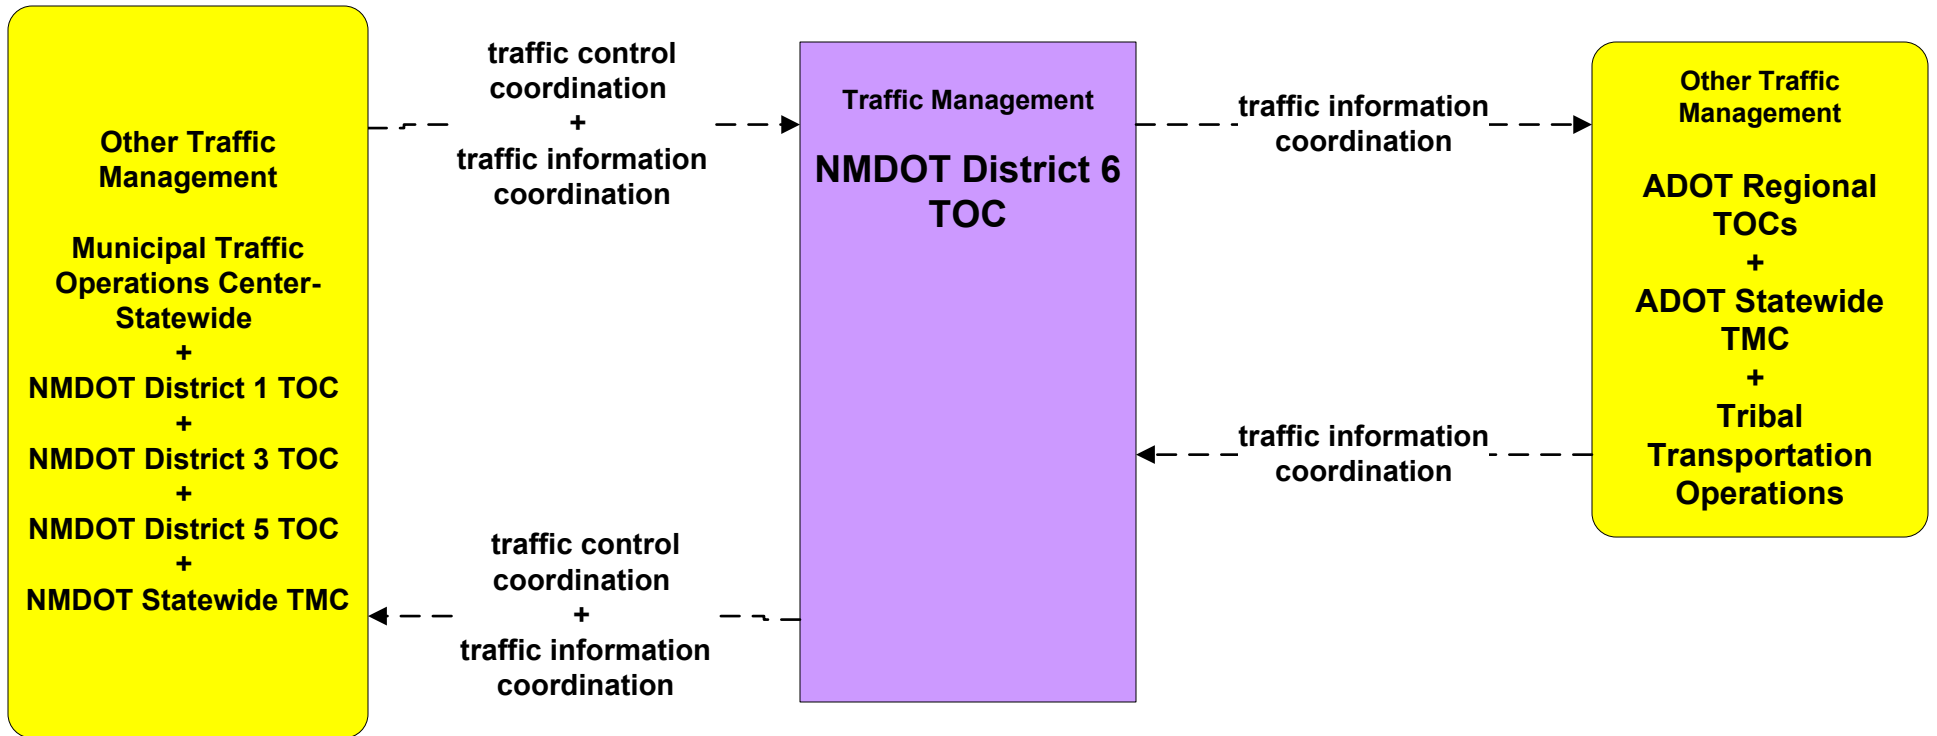 Other Traffic
Management
Municipal Traffic
Operations Center-
Statewide
+
NMDOT District 1 TOC
+
NMDOT District 3 TOC
+
NMDOT District 5 TOC
+
NMDOT Statewide TMC
traffic control
coordination
+
traffic information
coordination
traffic control
coordination
+
traffic information
coordination
Traffic Management
NMDOT District 6
TOC
traffic information
coordination
traffic information
coordination
Other Traffic
Management
ADOT Regional
TOCs
+
ADOT Statewide
TMC
+
Tribal
Transportation
Operations